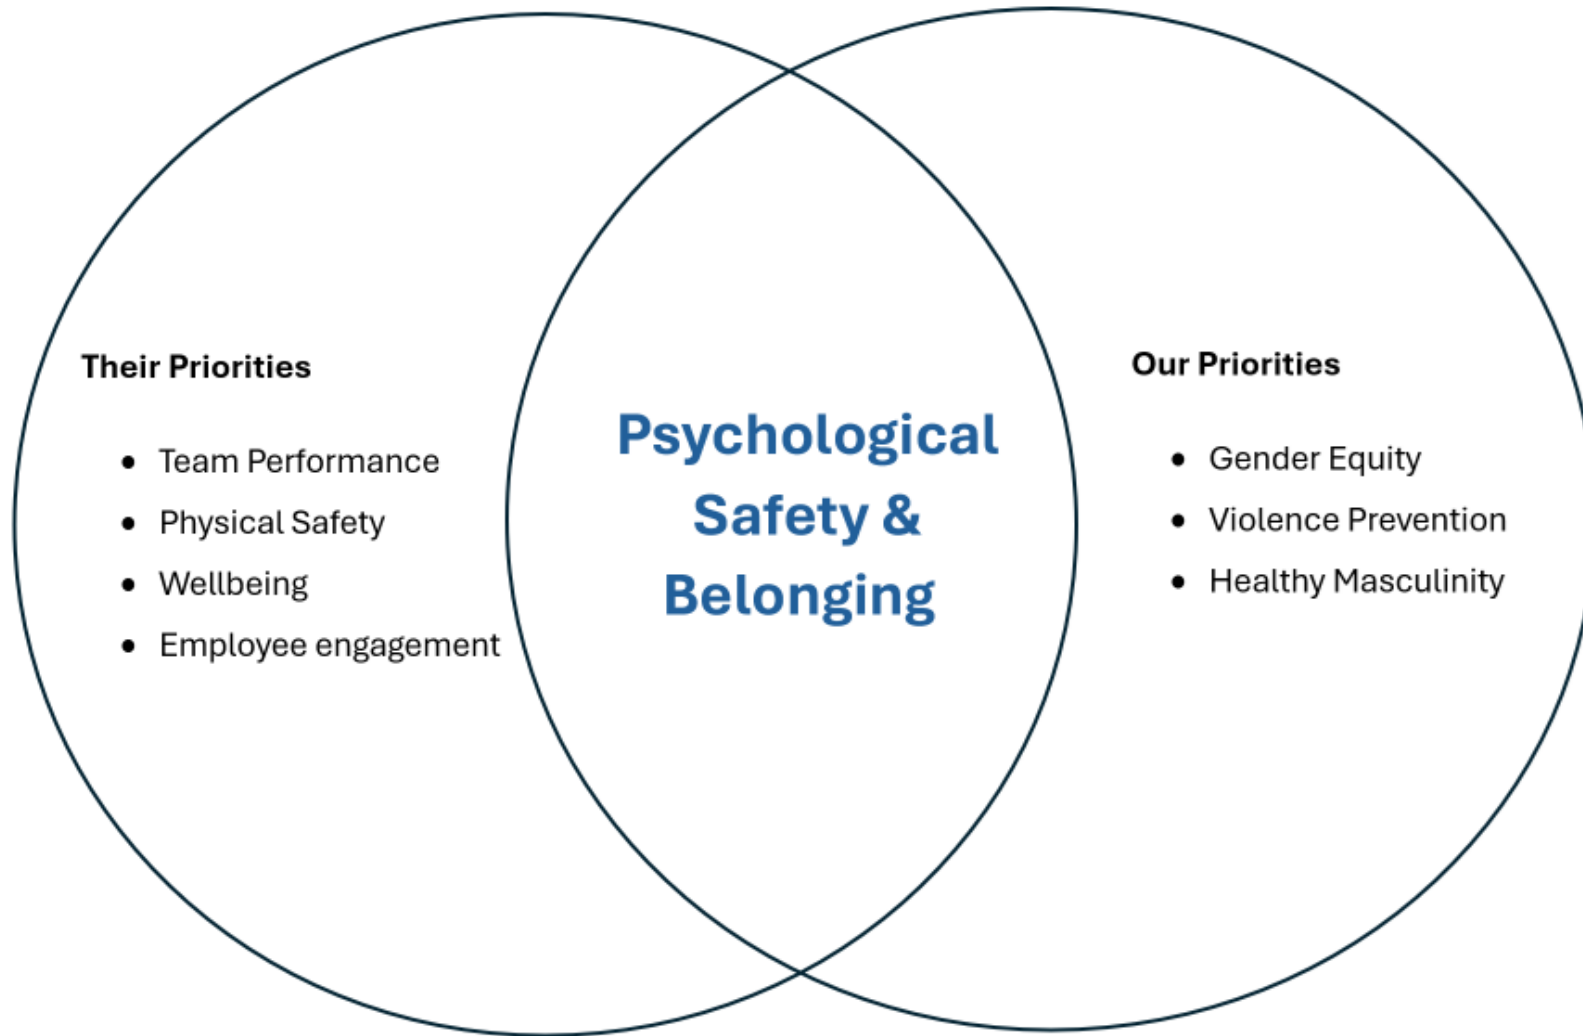 Their Priorities
• Team Performance
• Physical Safety
• Wellbeing
• Employee engagement
Psychological
Safety &
Belonging
Our Priorities
• Gender Equity
• Violence Prevention
• Healthy Masculinity